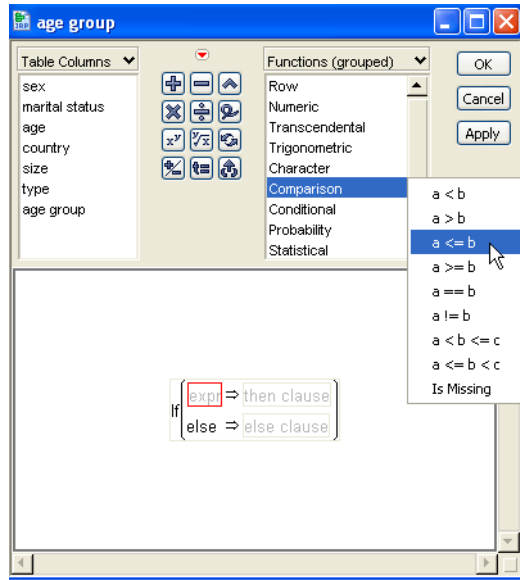 age group
Table Columns
Functions (grouped)
OK
Cancel
Apply
sex
marital status
age
country
size
type
age group
Row
Numeric
Transcendental
Trigonometric
Character
Comparison
Conditional
Probability
Statistical
a < b
a > b
a <= b
a >= b
a == b
a != b
a < b <= c
a <= b < c
Is Missing
If
expr ⇒ then clause
else ⇒ else clause